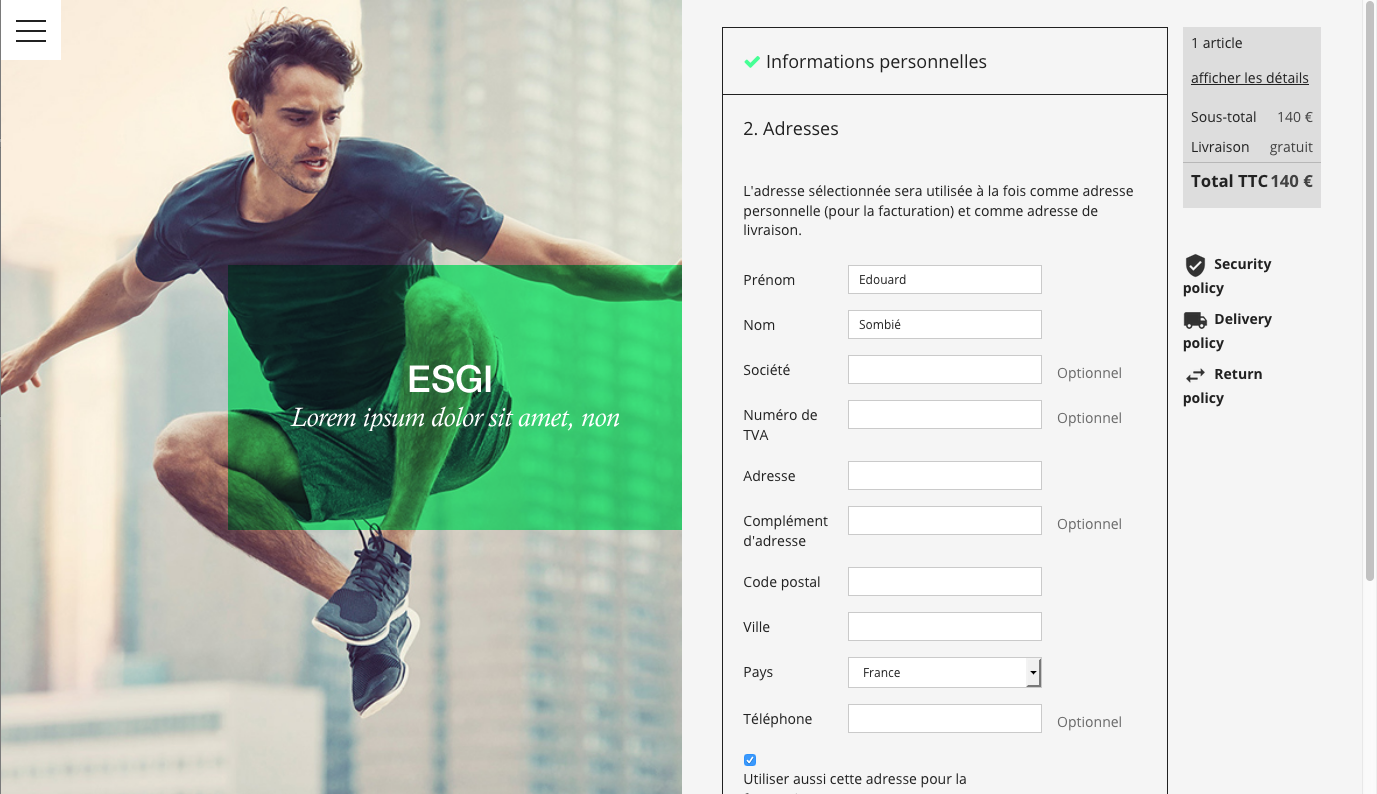 ESGI
Lorem ipsum dolor sit amet, non
Informations personnelles
2. Adresses
L'adresse sélectionnée sera utilisée à la fois comme adresse
personnelle (pour la facturation) et comme adresse de
livraison.
Prénom Edouard
Nom Sombié
Société Optionnel
Numéro de
TVA Optionnel
Adresse
Complément
d'adresse Optionnel
Code postal
Ville
Pays France
Téléphone Optionnel
Utiliser aussi cette adresse pour la
1 article
afficher les détails
Sous-total 140 €
Livraison gratuit
Total TTC 140 €
Security
policy
Delivery
policy
Return
policy